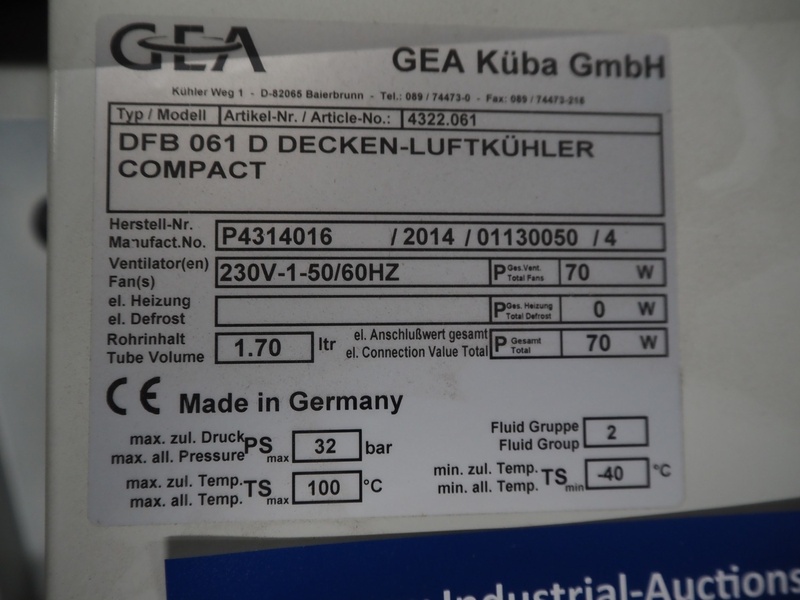 GEA
GEA Küba GmbH
Kühler Weg 1 - D-82065 Baierbrunn - Tel.: 089 / 74473-0 - Fax: 089 / 74473-218
Typ / Modell Artikel-Nr. / Article-No.: 4322.061
DFB 061 D DECKEN-LUFTKÜHLER
COMPACT
Herstell-Nr.
Manufact.No. P4314016 / 2014 / 01130050 / 4
Ventilator(en)
Fan(s) 230V-1-50/60HZ P Ges.Vent. Total Fans 70 W
el. Heizung
el. Defrost P Ges. Heizung Total Defrost 0 W
Rohrinhalt
Tube Volume 1.70 ltr
el. Anschlußwert gesamt
el. Connection Value Total P Gesamt Total 70 W
CE Made in Germany
max. zul. Druck
max. all. Pressure PS max 32 bar
Fluid Gruppe
Fluid Group 2
max. zul. Temp.
max. all. Temp. TS max 100 °C
min. zul. Temp.
min. all. Temp. TS min -40 °C
Industrial-Auctions